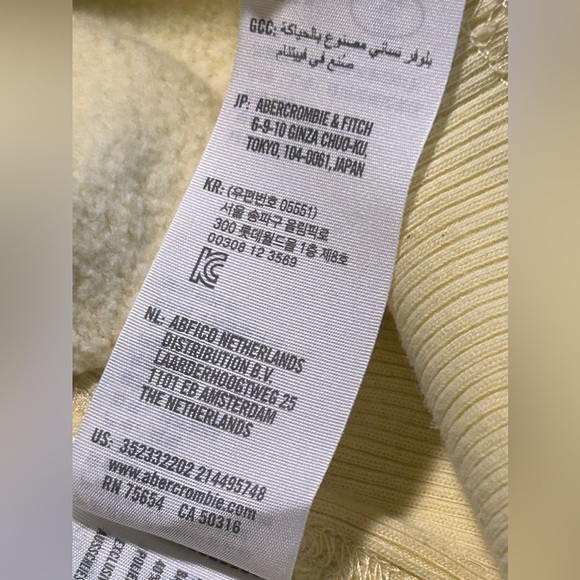 GCC: بلوفر نسائي مصنوع بالحياكة
صُنع في فيتنام
JP: ABERCROMBIE & FITCH
6-9-10 GINZA CHUO-KU,
TOKYO, 104-0061, JAPAN
KR: (우편번호 05551)
서울 송파구 올림픽로
300 롯데월드몰 1층 제8호
00308 12 3569
NL: ABFICO NETHERLANDS
DISTRIBUTION B.V.
LAARDERHOOGTWEG 25
1101 EB AMSTERDAM
THE NETHERLANDS
US: 352332202 214495748
www.abercrombie.com
RN 75654 CA 50316